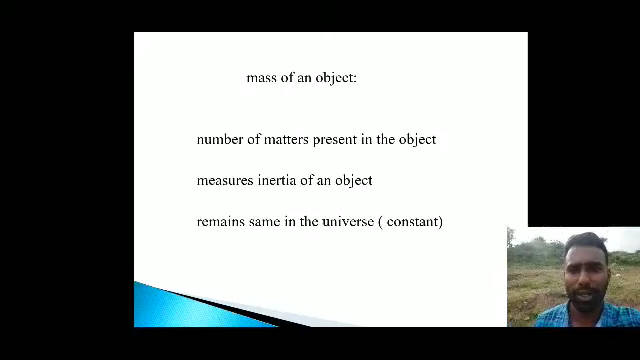 mass of an object:
number of matters present in the object
measures inertia of an object
remains same in the universe ( constant)